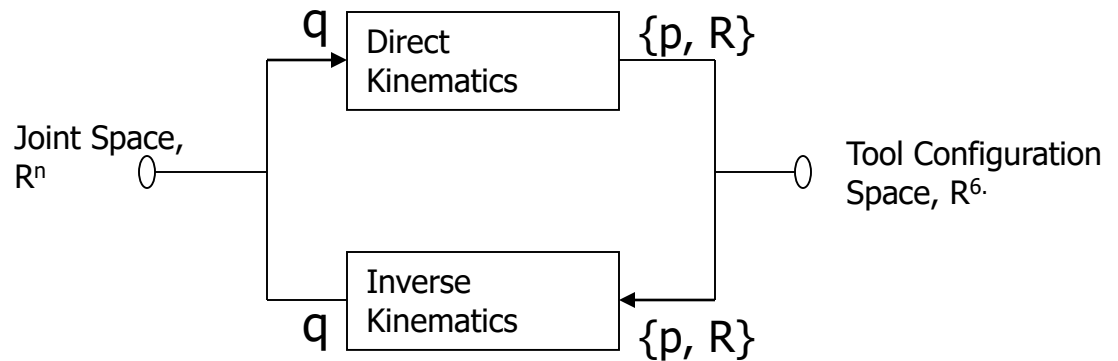 q
Direct
Kinematics
{p, R}
Joint Space,
Rⁿ
Tool Configuration
Space, R⁶·
Inverse
Kinematics
q
{p, R}